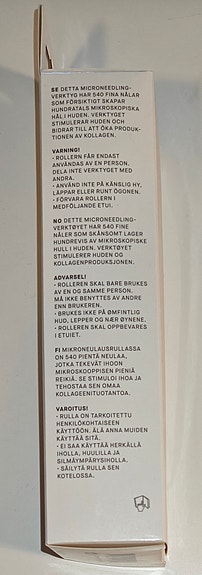 SE DETTA MICRONEEDLING-
VERKTYG HAR 540 FINA NÅLAR
SOM FÖRSIKTIGT SKAPAR
HUNDRATALS MIKROSKOPISKA
HÅL I HUDEN. VERKTYGET
STIMULERAR HUDEN OCH
BIDRAR TILL ATT ÖKA PRODUK-
TIONEN AV KOLLAGEN.
VARNING!
• ROLLERN FÅR ENDAST
ANVÄNDAS AV EN PERSON.
DELA INTE VERKTYGET MED
ANDRA.
• ANVÄND INTE PÅ KÄNSLIG HY,
LÄPPAR ELLER RUNT ÖGONEN.
• FÖRVARA ROLLERN I
MEDFÖLJANDE ETUI.
NO DETTE MICRONEEDLING-
VERKTØYET HAR 540 FINE
NÅLER SOM SKÅNSOMT LAGER
HUNDREVIS AV MIKROSKOPISKE
HULL I HUDEN. VERKTØYET
STIMULERER HUDEN OG
KOLLAGENPRODUKSJONEN.
ADVARSEL!
• ROLLEREN SKAL BARE BRUKES
AV EN OG SAMME PERSON.
MÅ IKKE BENYTTES AV ANDRE
ENN BRUKEREN.
• BRUKES IKKE PÅ ØMFINTLIG
HUD, LEPPER OG NÆR ØYNENE.
• ROLLEREN SKAL OPPBEVARES
I ETUIET.
FI MIKRONEULAUSRULLASSA
ON 540 PIENTÄ NEULAA,
JOTKA TEKEVÄT IHOON
MIKROSKOOPPISEN PIENIÄ
REIKIÄ. SE STIMULOI IHOA JA
TEHOSTAA SEN OMAA
KOLLAGEENITUOTANTOA.
VAROITUS!
• RULLA ON TARKOITETTU
HENKILÖKOHTAISEEN
KÄYTTÖÖN. ÄLÄ ANNA MUIDEN
KÄYTTÄÄ SITÄ.
• EI SAA KÄYTTÄÄ HERKÄLLÄ
IHOLLA, HUULILLA JA
SILMÄYMPÄRYSIHOLLA.
• SÄILYTÄ RULLA SEN
KOTELOSSA.